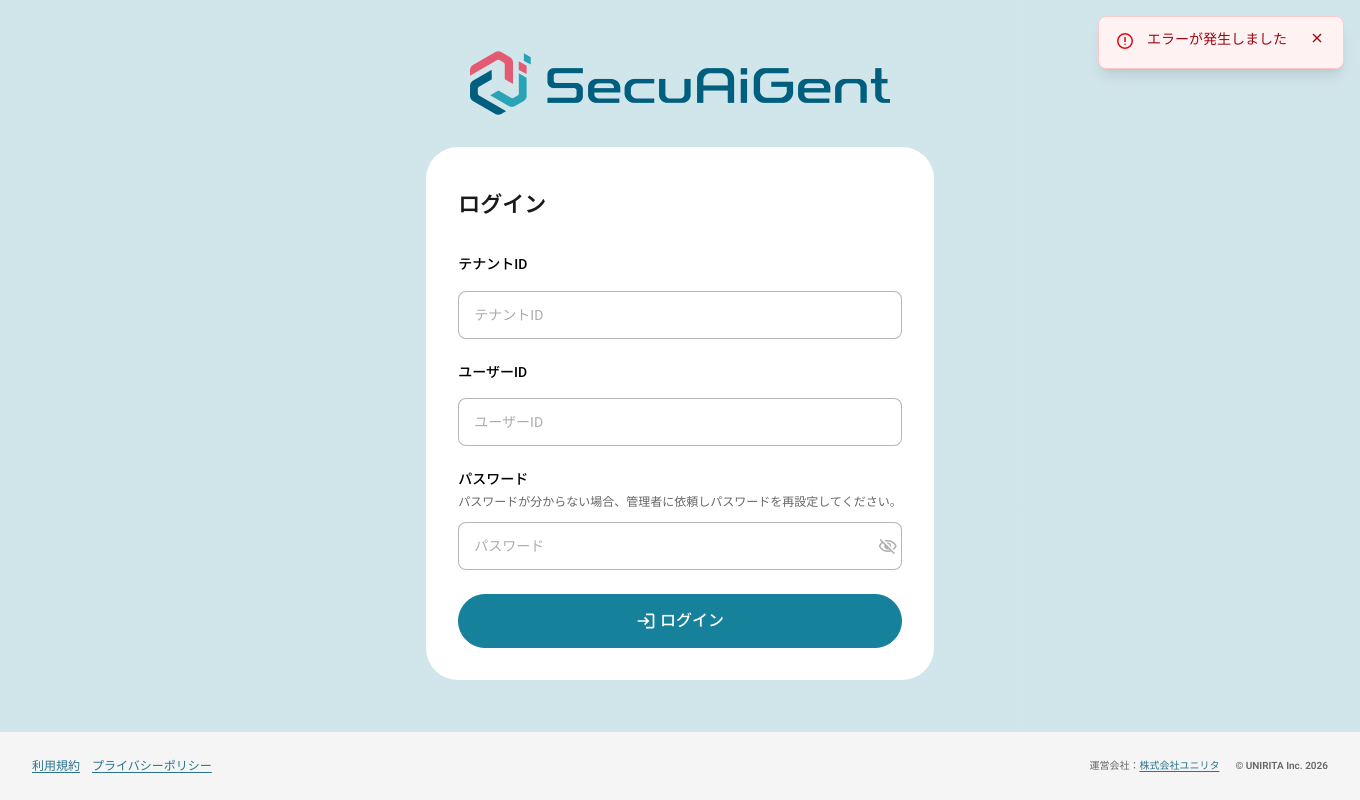 エラーが発生しました
SecuAiGent
ログイン
テナントID
テナントID
ユーザーID
ユーザーID
パスワード
パスワードが分からない場合、管理者に依頼しパスワードを再設定してください。
パスワード
ログイン
利用規約 プライバシーポリシー 運営会社：株式会社ユニリタ © UNIRITA Inc. 2026